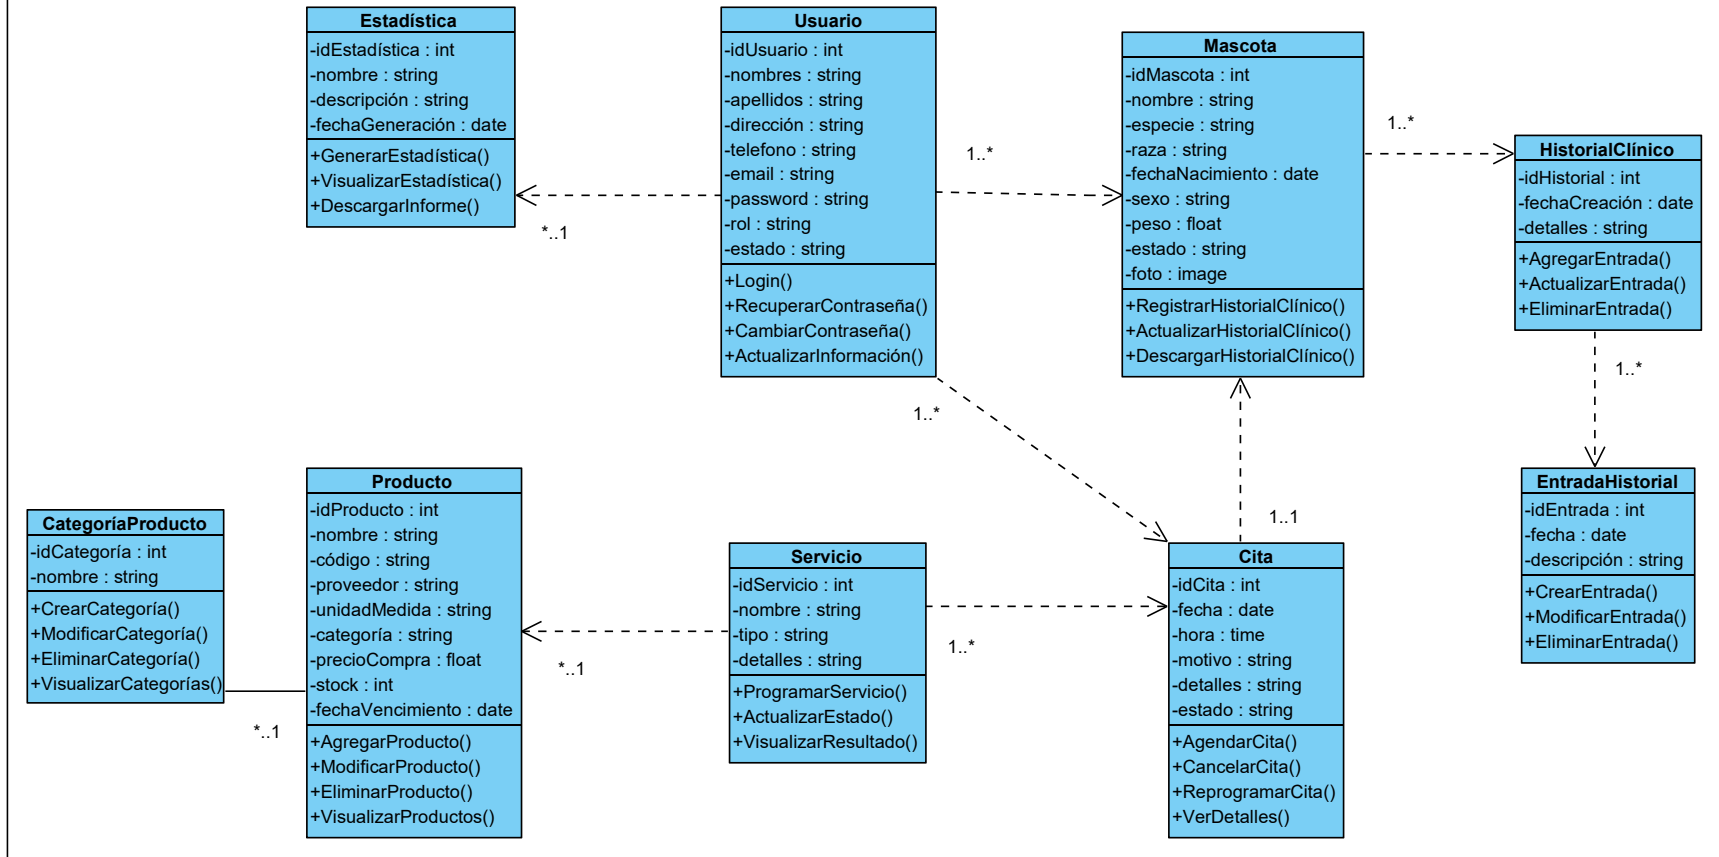 Estadística
-idEstadística : int
-nombre : string
-descripción : string
-fechaGeneración : date
+GenerarEstadística()
+VisualizarEstadística()
+DescargarInforme()
*..1
Usuario
-idUsuario : int
-nombres : string
-apellidos : string
-dirección : string
-telefono : string
-email : string
-password : string
-rol : string
-estado : string
+Login()
+RecuperarContraseña()
+CambiarContraseña()
+ActualizarInformación()
1..*
1..*
Mascota
-idMascota : int
-nombre : string
-especie : string
-raza : string
-fechaNacimiento : date
-sexo : string
-peso : float
-estado : string
-foto : image
+RegistrarHistorialClínico()
+ActualizarHistorialClínico()
+DescargarHistorialClínico()
1..*
HistorialClínico
-idHistorial : int
-fechaCreación : date
-detalles : string
+AgregarEntrada()
+ActualizarEntrada()
+EliminarEntrada()
1..*
CategoríaProducto
-idCategoría : int
-nombre : string
+CrearCategoría()
+ModificarCategoría()
+EliminarCategoría()
+VisualizarCategorías()
*..1
Producto
-idProducto : int
-nombre : string
-código : string
-proveedor : string
-unidadMedida : string
-categoría : string
-precioCompra : float
-stock : int
-fechaVencimiento : date
+AgregarProducto()
+ModificarProducto()
+EliminarProducto()
+VisualizarProductos()
*..1
Servicio
-idServicio : int
-nombre : string
-tipo : string
-detalles : string
+ProgramarServicio()
+ActualizarEstado()
+VisualizarResultado()
1..*
1..1
Cita
-idCita : int
-fecha : date
-hora : time
-motivo : string
-detalles : string
-estado : string
+AgendarCita()
+CancelarCita()
+ReprogramarCita()
+VerDetalles()
EntradaHistorial
-idEntrada : int
-fecha : date
-descripción : string
+CrearEntrada()
+ModificarEntrada()
+EliminarEntrada()